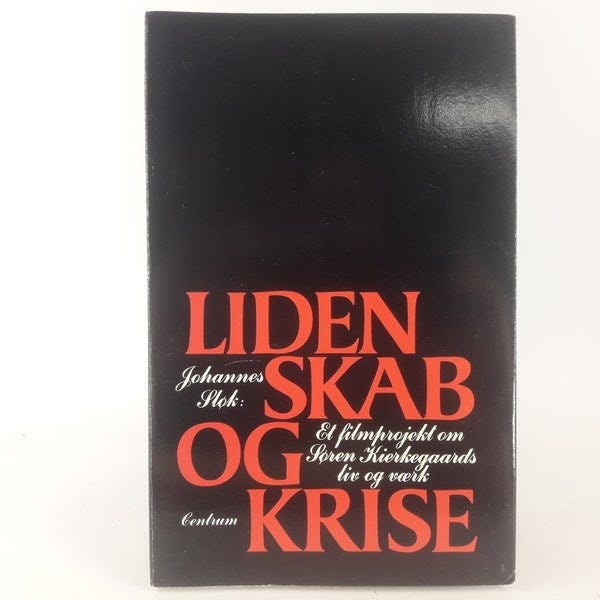 LIDEN
Johannes
Sløk:
SKAB
OG
Et filmprojekt om
Søren Kierkegaards
liv og værk
Centrum
KRISE